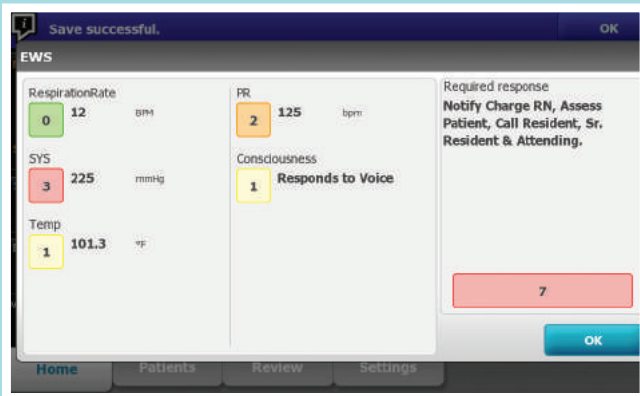 Save successful.
OK
EWS
RespirationRate
0 12 BPM
SYS
3 225 mmHg
Temp
1 101.3 °F
PR
2 125 bpm
Consciousness
1 Responds to Voice
Required response
Notify Charge RN, Assess
Patient, Call Resident, Sr.
Resident & Attending.
7
OK
Home Patients Review Settings